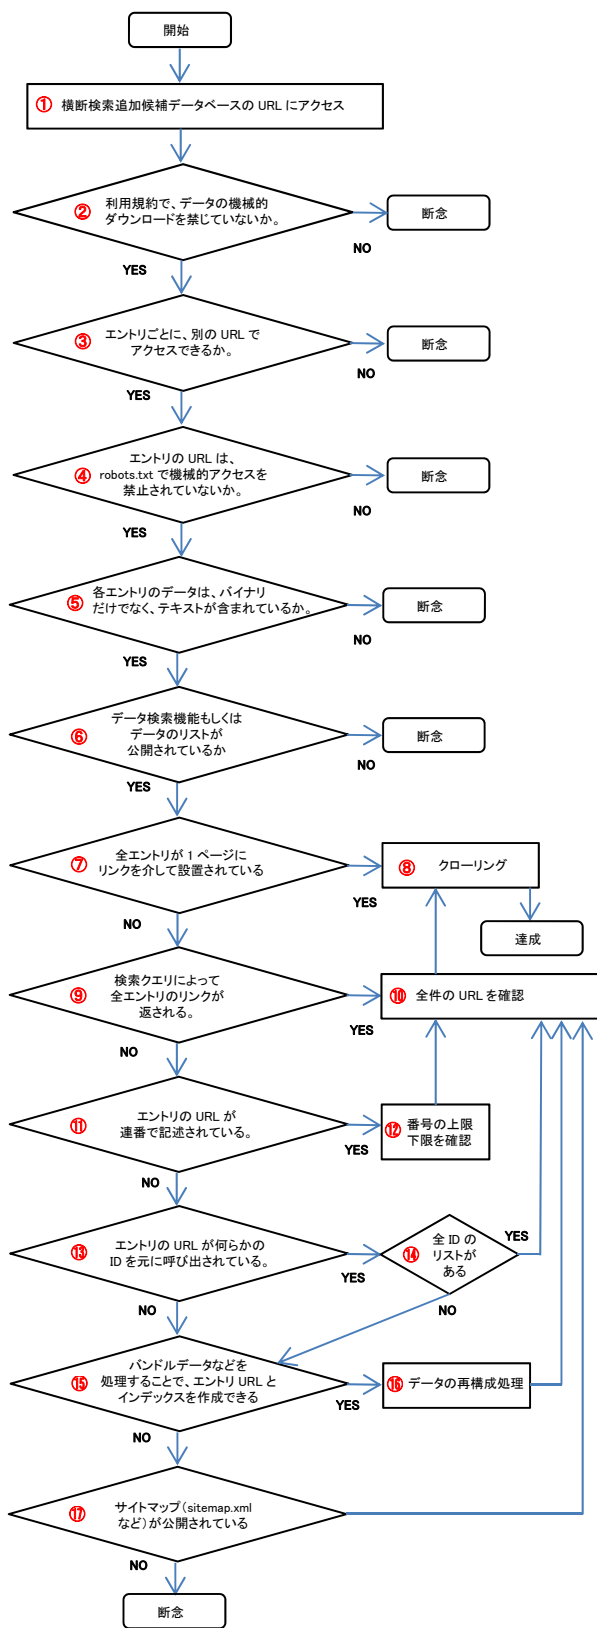 開始
① 横断検索追加候補データベースの URL にアクセス
② 利用規約で、データの機械的
ダウンロードを禁じていないか。
断念
NO
YES
③ エントリごとに、別の URL で
アクセスできるか。
断念
NO
YES
④ エントリの URL は、
robots.txt で機械的アクセスを
禁止されていないか。
断念
NO
YES
⑤ 各エントリのデータは、バイナリ
だけでなく、テキストが含まれているか。
断念
NO
YES
⑥ データ検索機能もしくは
データのリストが
公開されているか
断念
NO
YES
⑦ 全エントリが 1 ページに
リンクを介して設置されている
YES
⑧ クローリング
達成
NO
⑨ 検索クエリによって
全エントリのリンクが
返される。
YES
⑩ 全件の URL を確認
NO
⑪ エントリの URL が
連番で記述されている。
YES
⑫ 番号の上限
下限を確認
NO
⑬ エントリの URL が何らかの
ID を元に呼び出されている。
YES
⑭ 全 ID の
リストが
ある
YES
NO
NO
⑮ バンドルデータなどを
処理することで、エントリ URL と
インデックスを作成できる
YES
⑯ データの再構成処理
NO
⑰ サイトマップ(sitemap.xml
など)が公開されている
NO
断念